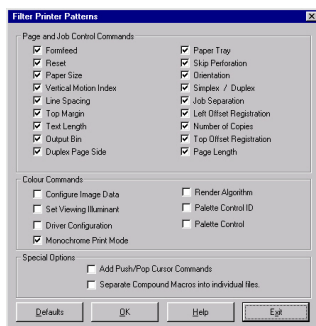 Filter Printer Patterns
Page and Job Control Commands
Formfeed
Reset
Paper Size
Vertical Motion Index
Line Spacing
Top Margin
Text Length
Output Bin
Duplex Page Side
Paper Tray
Skip Perforation
Orientation
Simplex / Duplex
Job Separation
Left Offset Registration
Number of Copies
Top Offset Registration
Page Length
Colour Commands
Configure Image Data
Set Viewing Illuminant
Driver Configuration
Monochrome Print Mode
Render Algorithm
Palette Control ID
Palette Control
Special Options
Add Push/Pop Cursor Commands
Separate Compound Macros into individual files.
Defaults
OK
Help
Exit